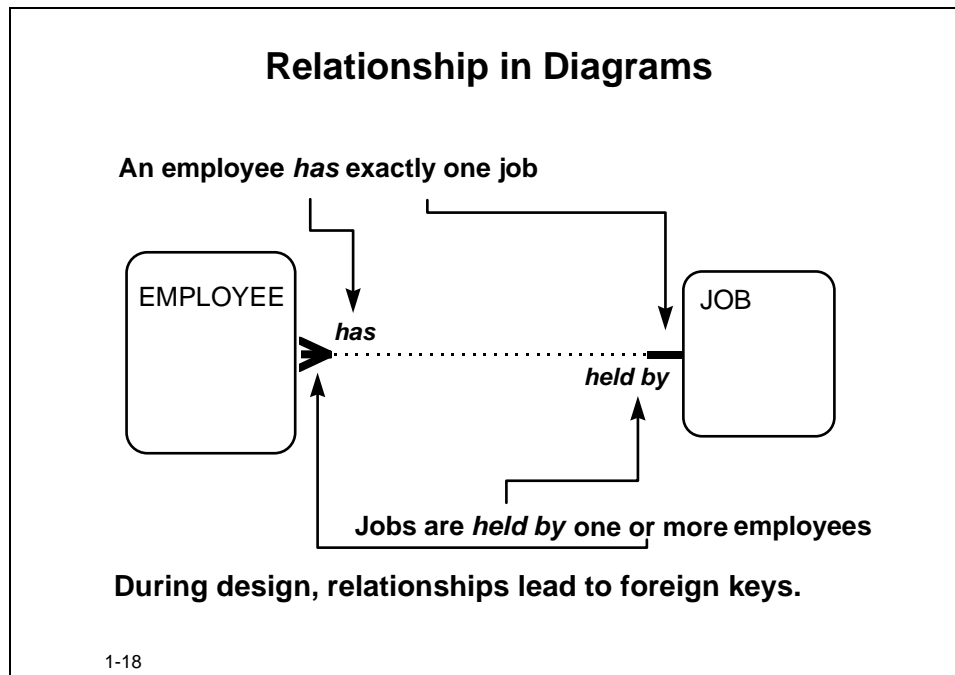 Relationship in Diagrams
An employee has exactly one job
EMPLOYEE
JOB
has
held by
Jobs are held by one or more employees
During design, relationships lead to foreign keys.
1-18